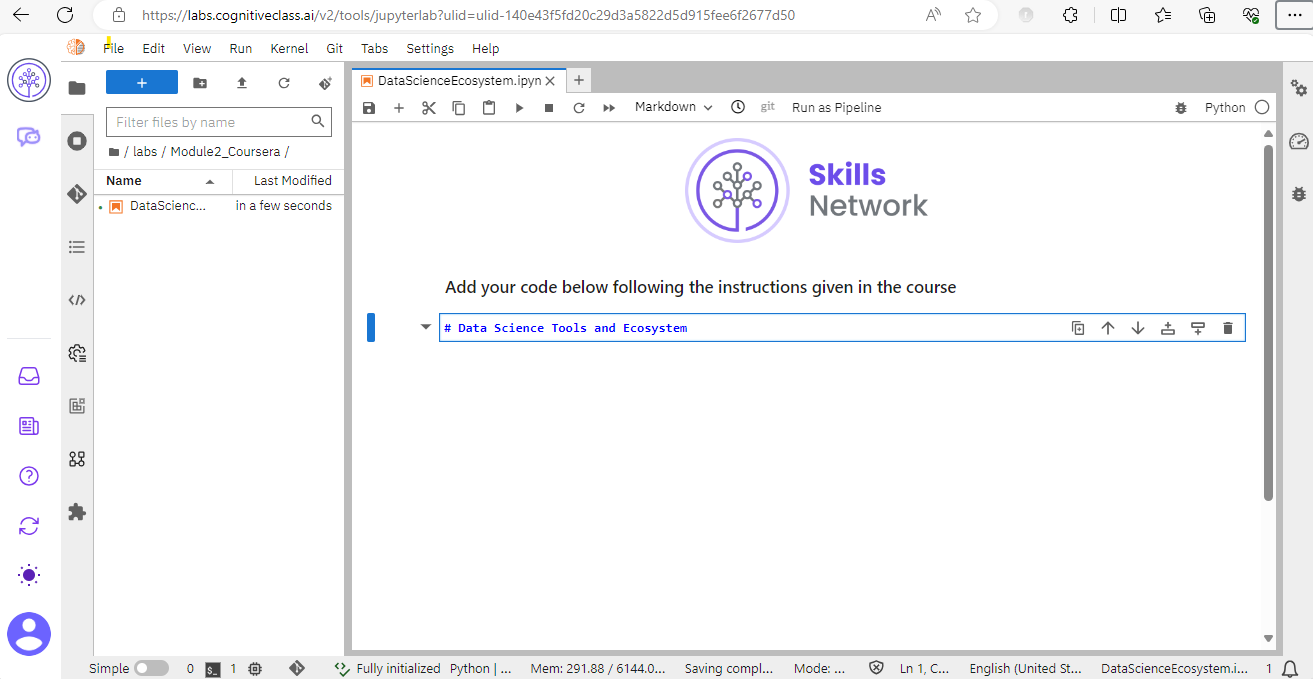 https://labs.cognitiveclass.ai/v2/tools/jupyterlab?ulid=ulid-140e43f5fd20c29d3a5822d5d915fee6f2677d50
File Edit View Run Kernel Git Tabs Settings Help
DataScienceEcosystem.ipyn
Markdown git Run as Pipeline Python
Filter files by name
/ labs / Module2_Coursera /
Name Last Modified
DataScienc... in a few seconds
Skills
Network
Add your code below following the instructions given in the course
# Data Science Tools and Ecosystem
Simple 0 1 Fully initialized Python | ... Mem: 291.88 / 6144.0... Saving compl... Mode: ... Ln 1, C... English (United St... DataScienceEcosystem.i... 1